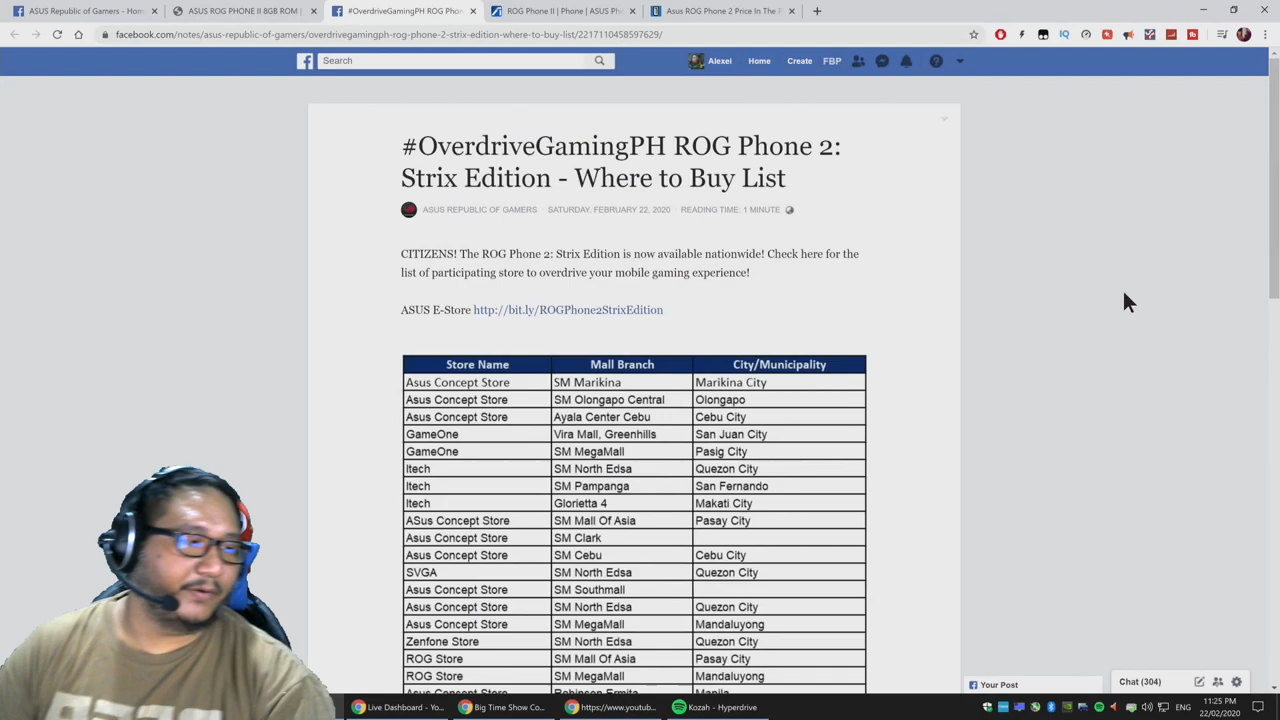 ASUS Republic of Gamers - Hom
ASUS ROG PHONE II 8GB ROM |
#OverdriveGamingPH ROG Phon
ROG Phone II | Phone | ASUS Phi
Asus ROG Phone 2 Price In The P
facebook.com/notes/asus-republic-of-gamers/overdrivegamingph-rog-phone-2-strix-edition-where-to-buy-list/2217110458597629/
Search
Alexei
Home
Create
FBP
#OverdriveGamingPH ROG Phone 2:
Strix Edition - Where to Buy List
ASUS REPUBLIC OF GAMERS · SATURDAY, FEBRUARY 22, 2020 READING TIME: 1 MINUTE
CITIZENS! The ROG Phone 2: Strix Edition is now available nationwide! Check here for the
list of participating store to overdrive your mobile gaming experience!
ASUS E-Store http://bit.ly/ROGPhone2StrixEdition
Store Name Mall Branch City/Municipality
Asus Concept Store SM Marikina Marikina City
Asus Concept Store SM Olongapo Central Olongapo
Asus Concept Store Ayala Center Cebu Cebu City
GameOne Vira Mall, Greenhills San Juan City
GameOne SM MegaMall Pasig City
Itech SM North Edsa Quezon City
Itech SM Pampanga San Fernando
Itech Glorietta 4 Makati City
ASus Concept Store SM Mall Of Asia Pasay City
Asus Concept Store SM Clark
Asus Concept Store SM Cebu Cebu City
SVGA SM North Edsa Quezon City
Asus Concept Store SM Southmall
Asus Concept Store SM North Edsa Quezon City
Asus Concept Store SM MegaMall Mandaluyong
Zenfone Store SM North Edsa Quezon City
ROG Store SM Mall Of Asia Pasay City
ROG Store SM MegaMall Mandaluyong
Asus Concept Store Robinson Ermita Manila
Your Post
Chat (304)
Live Dashboard - Yo...
Big Time Show Co...
https://www.youtub...
Kozah - Hyperdrive
ENG
11:25 PM
22/02/2020